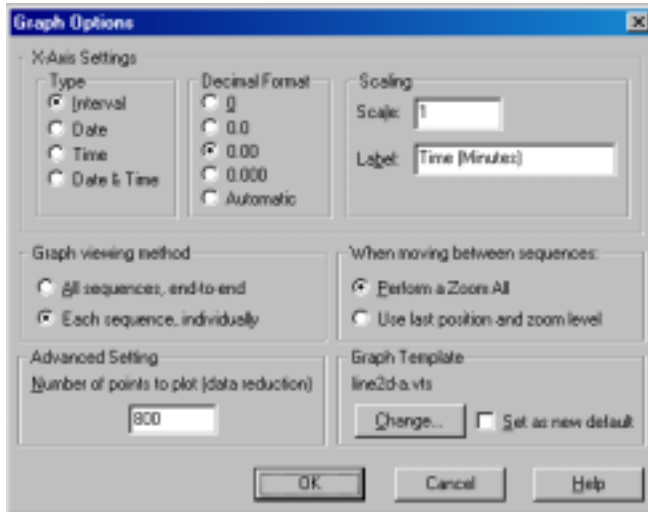 Graph Options
X-Axis Settings
Type
Interval
Date
Time
Date & Time
Decimal Format
0
0.0
0.00
0.000
Automatic
Scaling
Scale: 1
Label: Time (Minutes)
Graph viewing method
All sequences, end-to-end
Each sequence, individually
When moving between sequences:
Perform a Zoom All
Use last position and zoom level
Advanced Setting
Number of points to plot (data reduction)
800
Graph Template
line2d-a.vts
Change...
Set as new default
OK
Cancel
Help